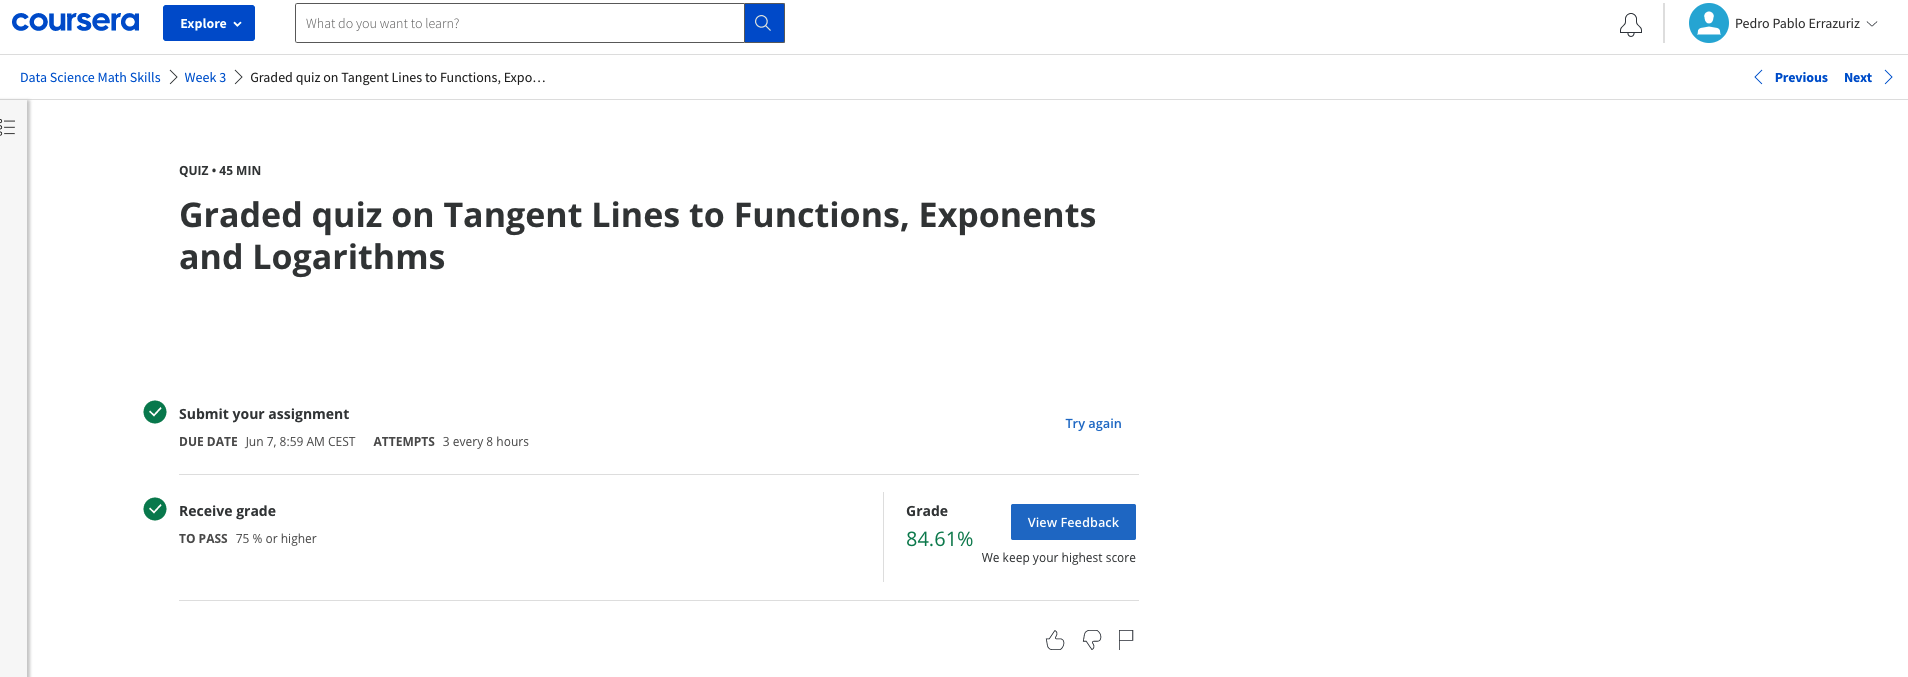 coursera
Explore
What do you want to learn?
Pedro Pablo Errazuriz
Data Science Math Skills
Week 3
Graded quiz on Tangent Lines to Functions, Expo...
Previous
Next
QUIZ • 45 MIN
Graded quiz on Tangent Lines to Functions, Exponents
and Logarithms
Submit your assignment
Try again
DUE DATE Jun 7, 8:59 AM CEST ATTEMPTS 3 every 8 hours
Receive grade
Grade
View Feedback
TO PASS 75 % or higher
84.61%
We keep your highest score